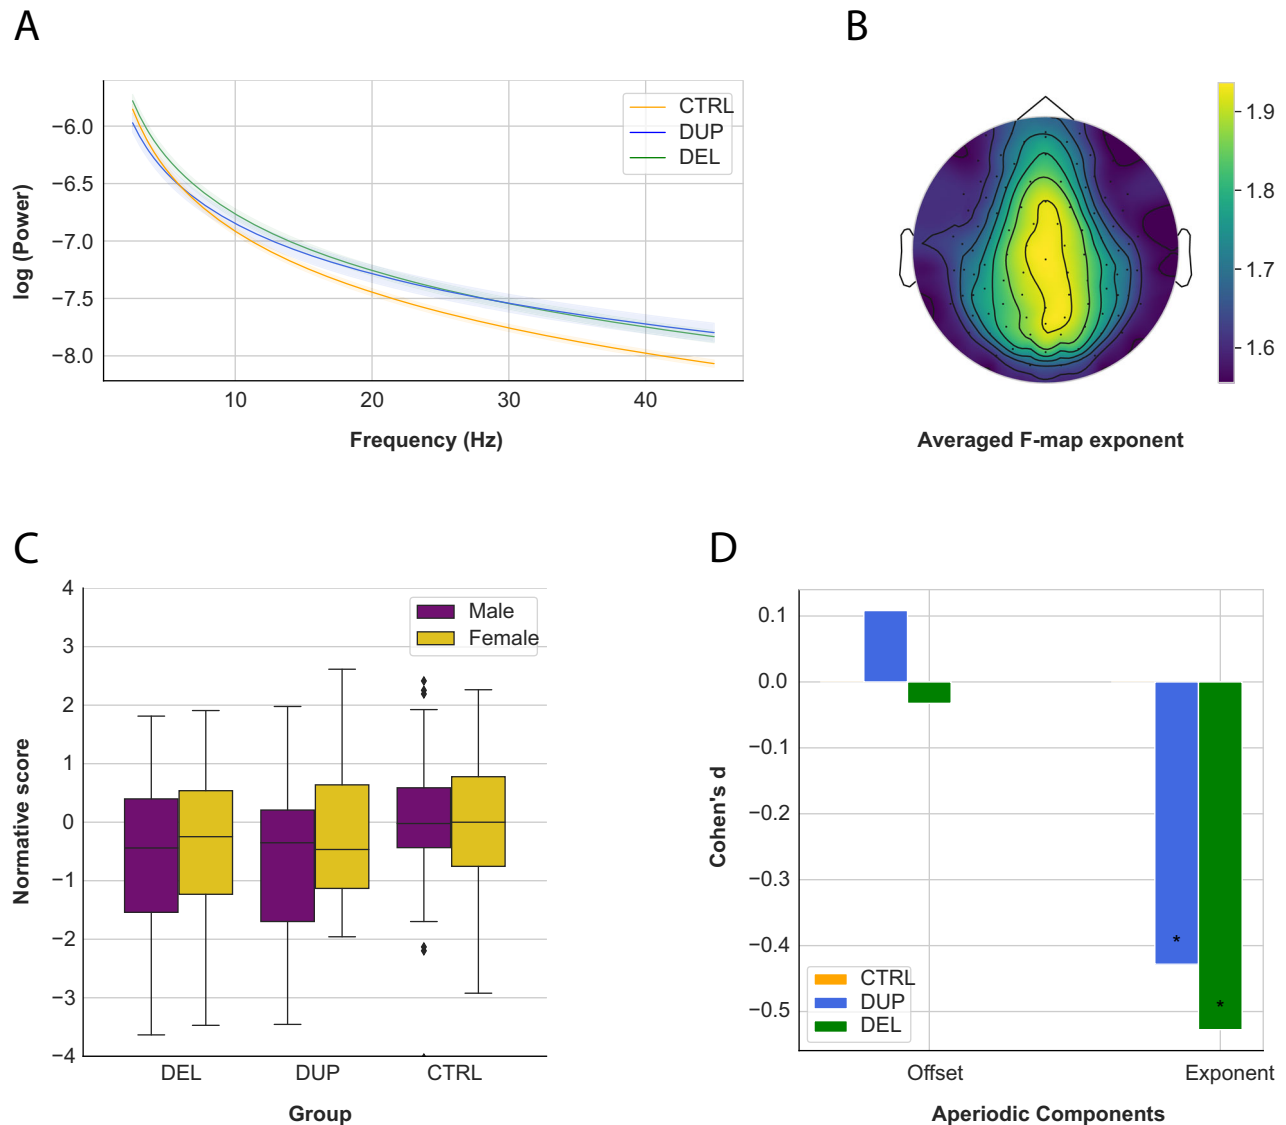 A
−6.0
−6.5
−7.0
−7.5
−8.0
log (Power)
10 20 30 40
Frequency (Hz)
CTRL
DUP
DEL
B
1.9
1.8
1.7
1.6
Averaged F-map exponent
C
4
3
2
1
0
−1
−2
−3
−4
Normative score
Male
Female
DEL DUP CTRL
Group
D
0.1
0.0
−0.1
−0.2
−0.3
−0.4
−0.5
Cohen's d
*
*
CTRL
DUP
DEL
Offset Exponent
Aperiodic Components